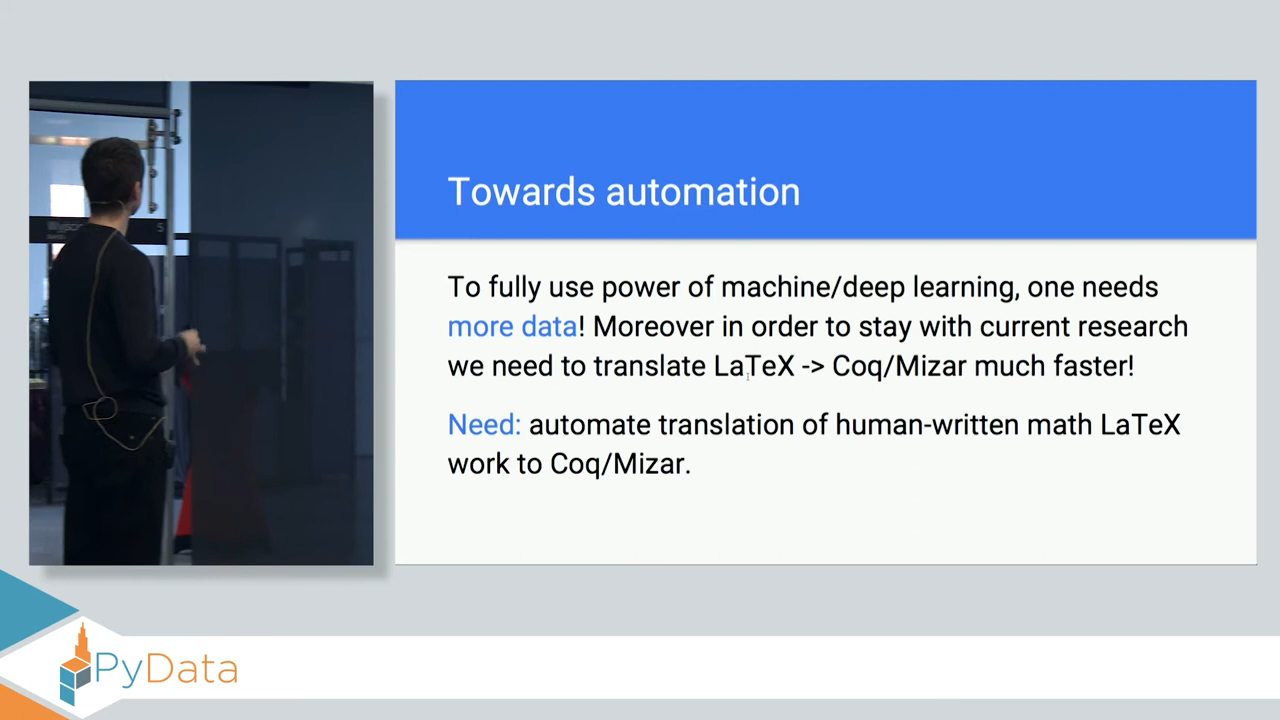 Towards automation
To fully use power of machine/deep learning, one needs
more data! Moreover in order to stay with current research
we need to translate LaTeX -> Coq/Mizar much faster!
Need: automate translation of human-written math LaTeX
work to Coq/Mizar.
5
PyData